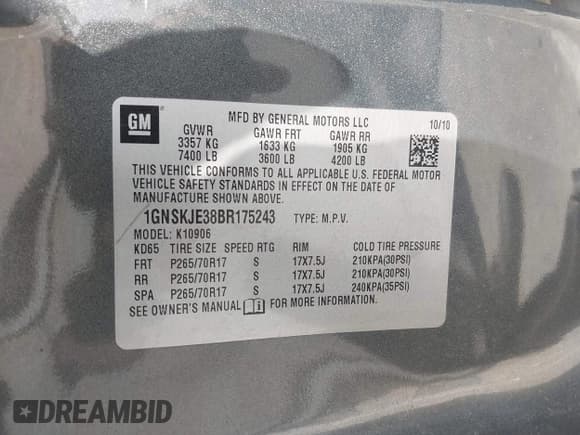 GM
MFD BY GENERAL MOTORS LLC
10/10
GVWR GAWR FRT GAWR RR
3357 KG 1633 KG 1905 KG
7400 LB 3600 LB 4200 LB
THIS VEHICLE CONFORMS TO ALL APPLICABLE U.S. FEDERAL MOTOR
VEHICLE SAFETY STANDARDS IN EFFECT ON THE DATE OF
MANUFACTURE SHOWN ABOVE.
1GNSKJE38BR175243 TYPE: M.P.V.
MODEL: K10906
KD65 TIRE SIZE SPEED RTG RIM COLD TIRE PRESSURE
FRT P265/70R17 S 17X7.5J 210KPA(30PSI)
RR P265/70R17 S 17X7.5J 210KPA(30PSI)
SPA P265/70R17 S 17X7.5J 240KPA(35PSI)
SEE OWNER'S MANUAL FOR MORE INFORMATION.
DREAMBID